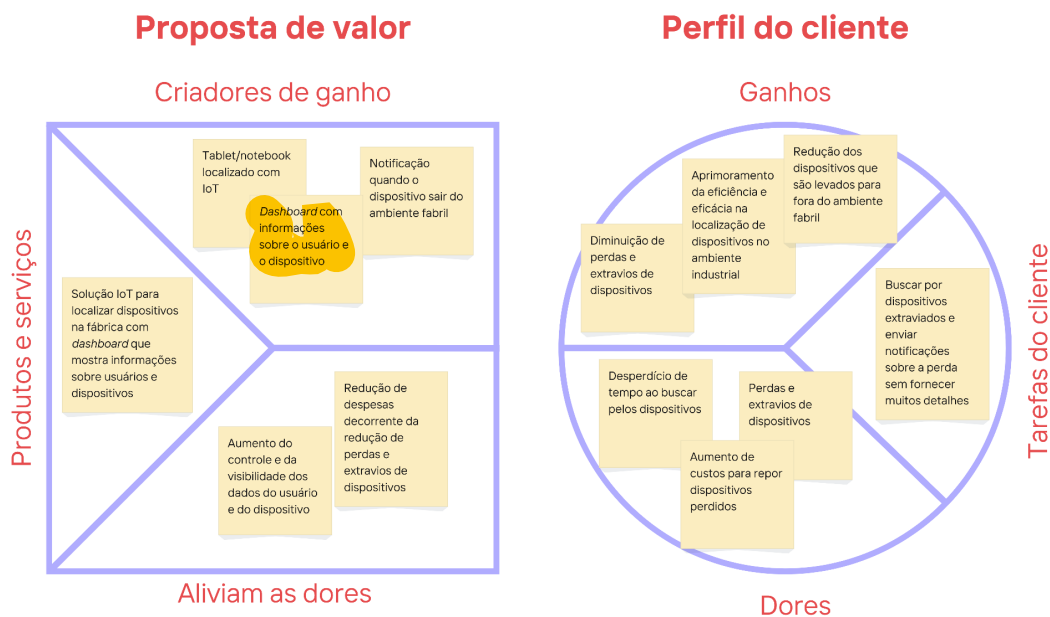 Proposta de valor
Perfil do cliente
Criadores de ganho
Ganhos
Produtos e serviços
Tablet/notebook
localizado com
IoT
Notificação
quando o
dispositivo sair do
ambiente fabril
Dashboard com
informações
sobre o usuário e
o dispositivo
Solução IoT para
localizar dispositivos
na fábrica com
dashboard que
mostra informações
sobre usuários e
dispositivos
Redução de
despesas
decorrente da
redução de
perdas e
extravios de
dispositivos
Aumento do
controle e da
visibilidade dos
dados do usuário
e do dispositivo
Aliviam as dores
Redução dos
dispositivos que
são levados para
fora do ambiente
fabril
Aprimoramento
da eficiência e
eficácia na
localização de
dispositivos no
ambiente
industrial
Diminuição de
perdas e
extravios de
dispositivos
Buscar por
dispositivos
extraviados e
enviar
notificações
sobre a perda
sem fornecer
muitos detalhes
Tarefas do cliente
Desperdício de
tempo ao buscar
pelos dispositivos
Perdas e
extravios de
dispositivos
Aumento de
custos para repor
dispositivos
perdidos
Dores